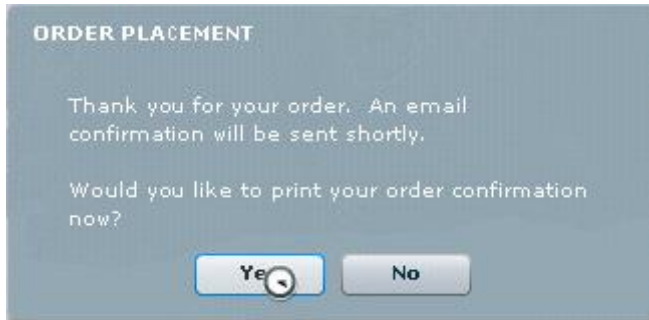 ORDER PLACEMENT
Thank you for your order. An email
confirmation will be sent shortly.
Would you like to print your order confirmation
now?
Yes No